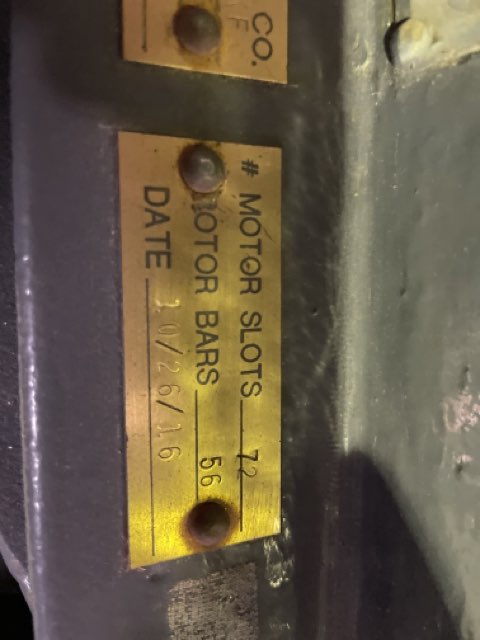 CO.
# MOTOR SLOTS 72
ROTOR BARS 56
DATE 10/26/16